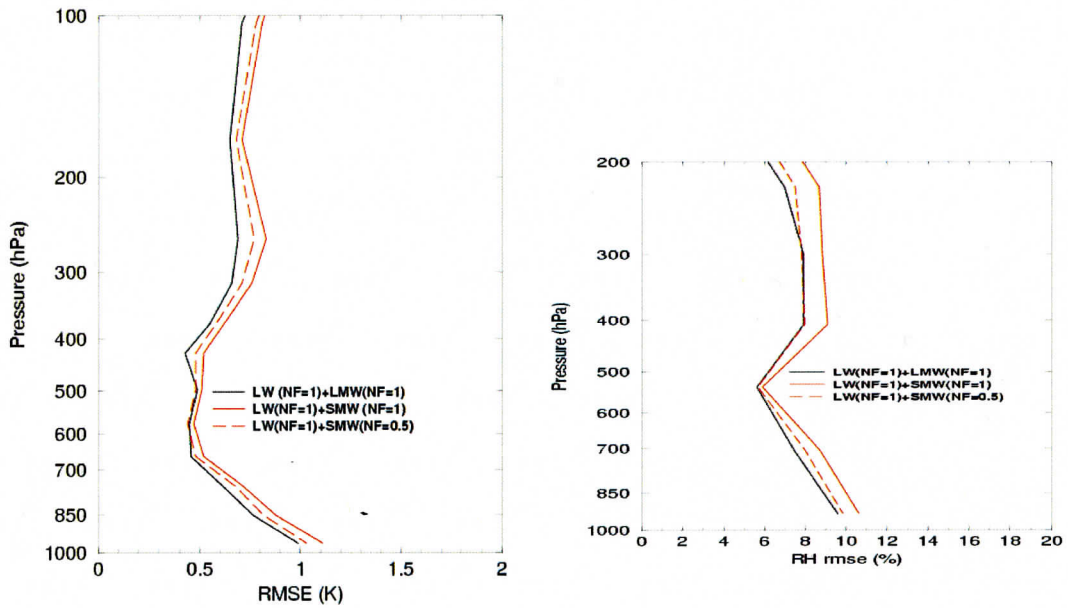 100
200
300
400
500
600
700
850
1000
Pressure (hPa)
LW (NF=1)+LMW(NF=1)
LW(NF=1)+SMW (NF=1)
LW(NF=1)+SMW(NF=0.5)
0 0.5 1 1.5 2
RMSE (K)
200
300
400
500
600
700
850
1000
Pressure (hPa)
LW(NF=1)+LMW(NF=1)
LW(NF=1)+SMW(NF=1)
LW(NF=1)+SMW(NF=0.5)
0 2 4 6 8 10 12 14 16 18 20
RH rmse (%)